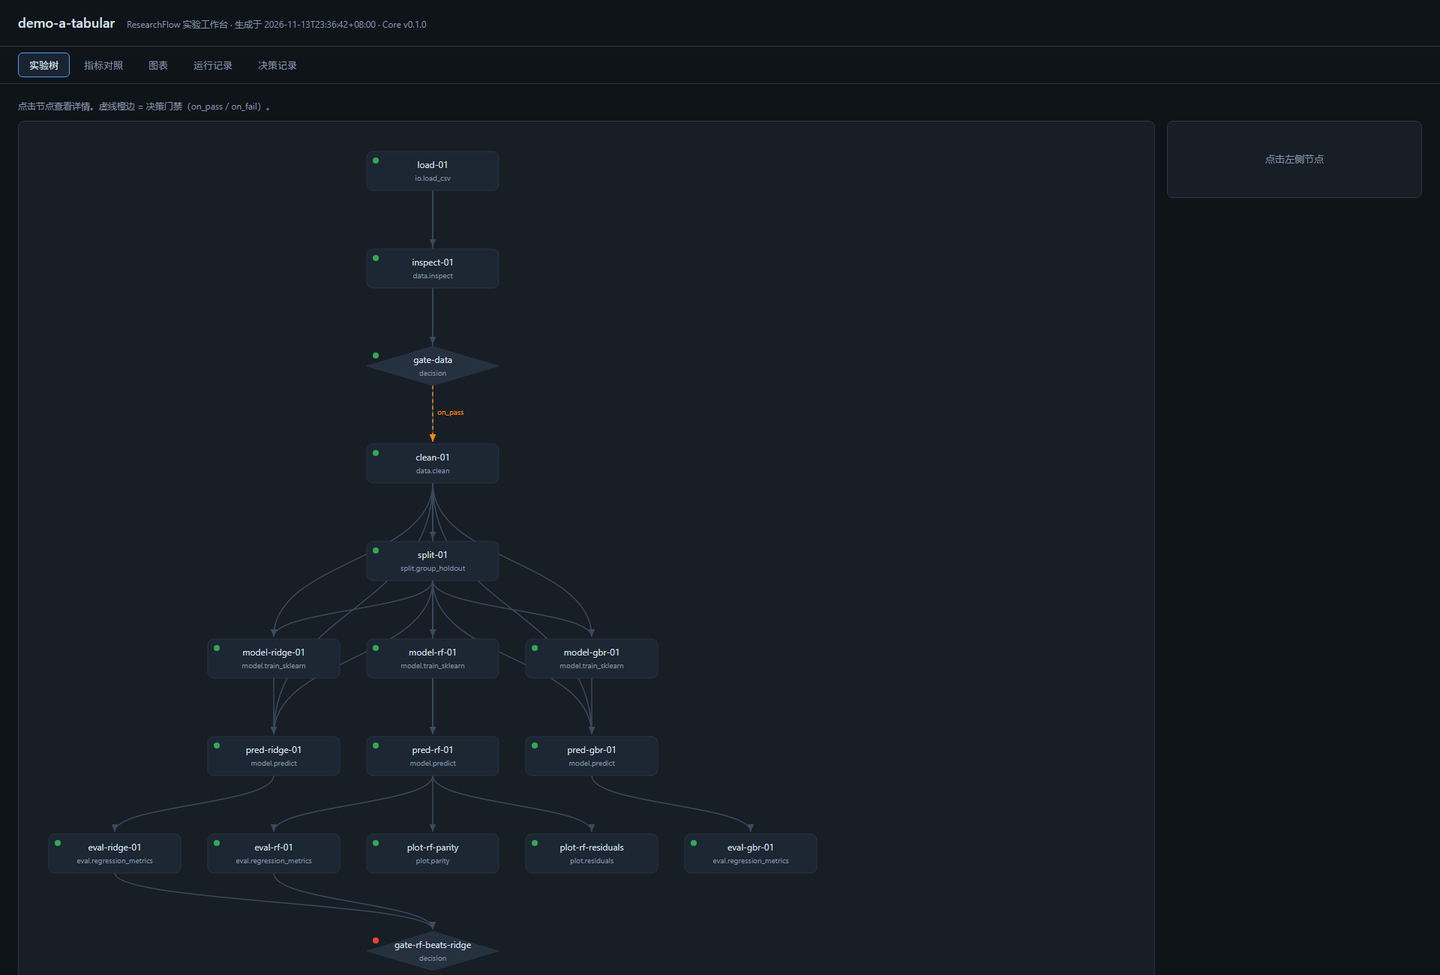 demo-a-tabular ResearchFlow 实验工作台 · 生成于 2026-11-13T23:36:42+08:00 · Core v0.1.0
实验树 指标对照 图表 运行记录 决策记录
点击节点查看详情。虚线橙边 = 决策门禁（on_pass / on_fail）。
点击左侧节点
load-01
io.load_csv
inspect-01
data.inspect
gate-data
decision
on_pass
clean-01
data.clean
split-01
split.group_holdout
model-ridge-01 model-rf-01 model-gbr-01
model.train_sklearn model.train_sklearn model.train_sklearn
pred-ridge-01 pred-rf-01 pred-gbr-01
model.predict model.predict model.predict
eval-ridge-01 eval-rf-01 plot-rf-parity plot-rf-residuals eval-gbr-01
eval.regression_metrics eval.regression_metrics plot.parity plot.residuals eval.regression_metrics
gate-rf-beats-ridge
decision